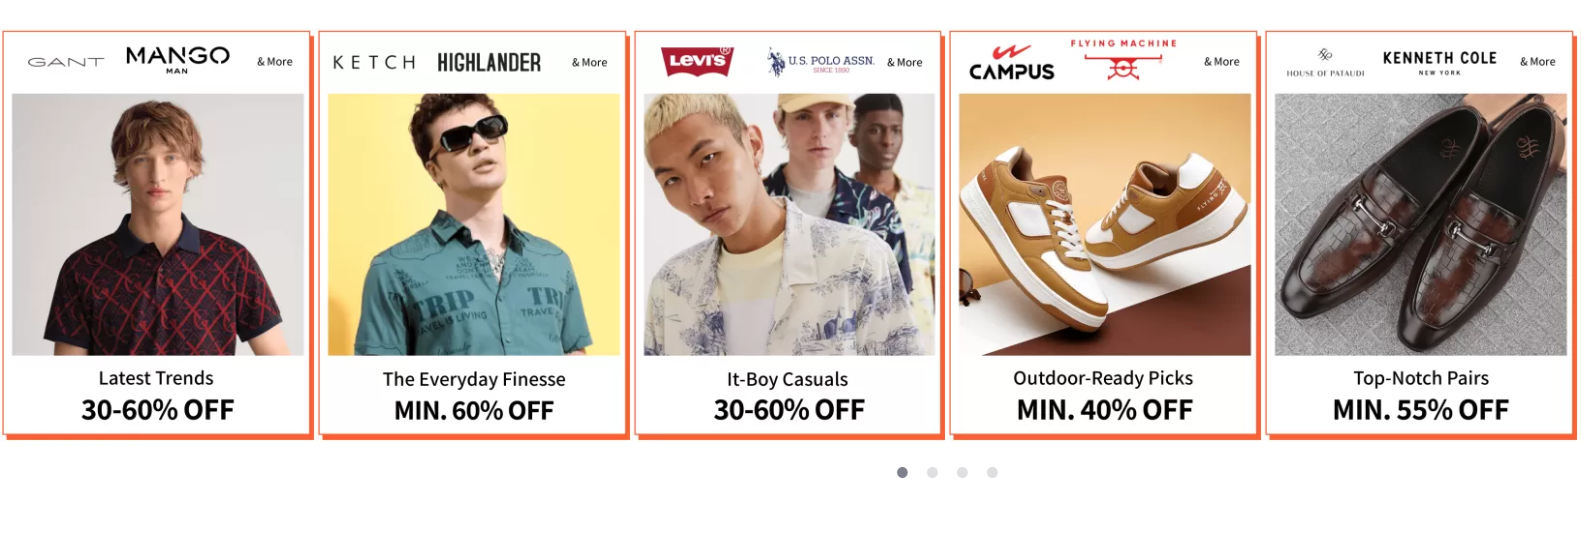 GANT
MANGO
MAN
& More
Latest Trends
30-60% OFF
KETCH
HIGHLANDER
& More
TRIP
TRAVEL IS LIVING
The Everyday Finesse
MIN. 60% OFF
LEVI'S®
U.S. POLO ASSN.
SINCE 1890
& More
It-Boy Casuals
30-60% OFF
CAMPUS
FLYING MACHINE
& More
FLYING
Outdoor-Ready Picks
MIN. 40% OFF
HOUSE OF PATAUDI
KENNETH COLE
NEW YORK
& More
Top-Notch Pairs
MIN. 55% OFF